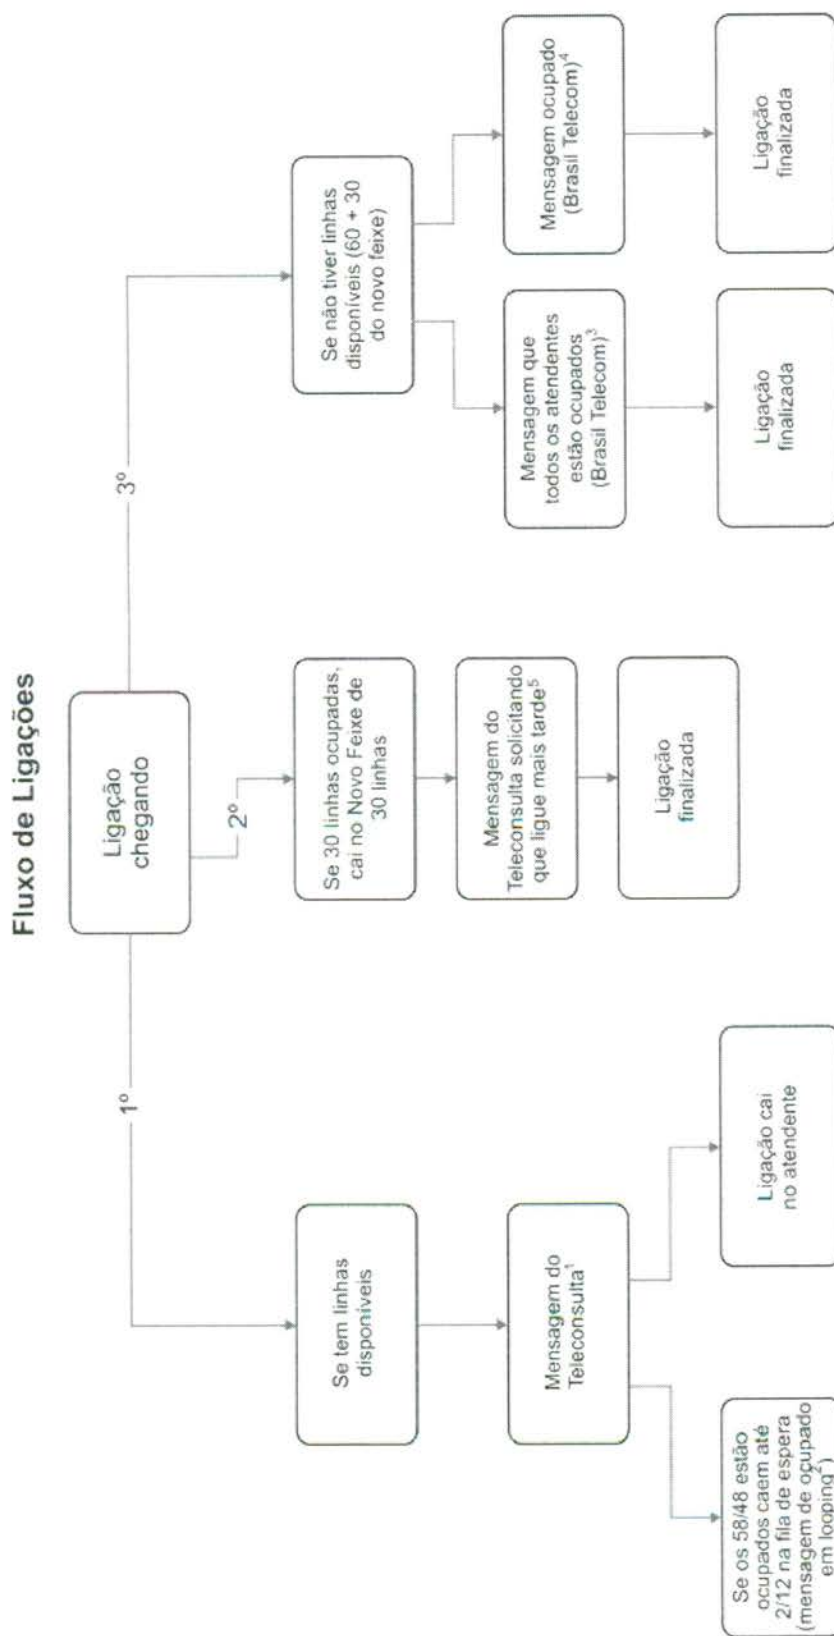 Fluxo de Ligações
Ligação
chegando
1º
2º
3º
Se tem linhas
disponíveis
Mensagem do
Teleconsulta¹
Se os 58/48 estão
ocupados caem até
2/12 na fila de espera
(mensagem de ocupado
em looping²)
Ligação cai
no atendente
Se 30 linhas ocupadas,
cai no Novo Feixe de
30 linhas
Mensagem do
Teleconsulta solicitando
que ligue mais tarde⁵
Ligação
finalizada
Se não tiver linhas
disponíveis (60 + 30
do novo feixe)
Mensagem que
todos os atendentes
estão ocupados
(Brasil Telecom)³
Ligação
finalizada
Mensagem ocupado
(Brasil Telecom)⁴
Ligação
finalizada